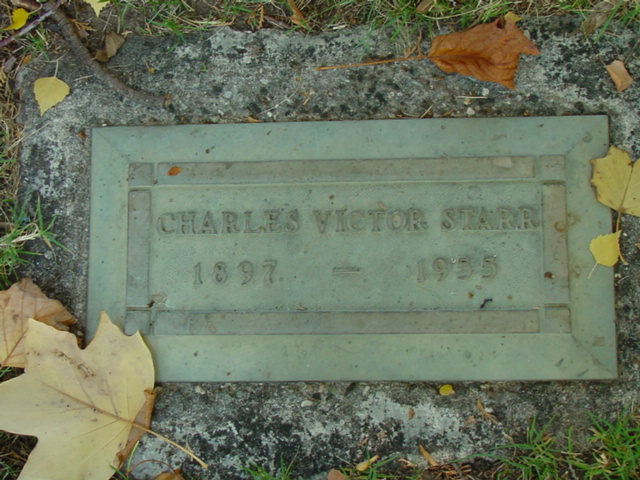 CHARLES VICTOR STARR
1897 — 1955